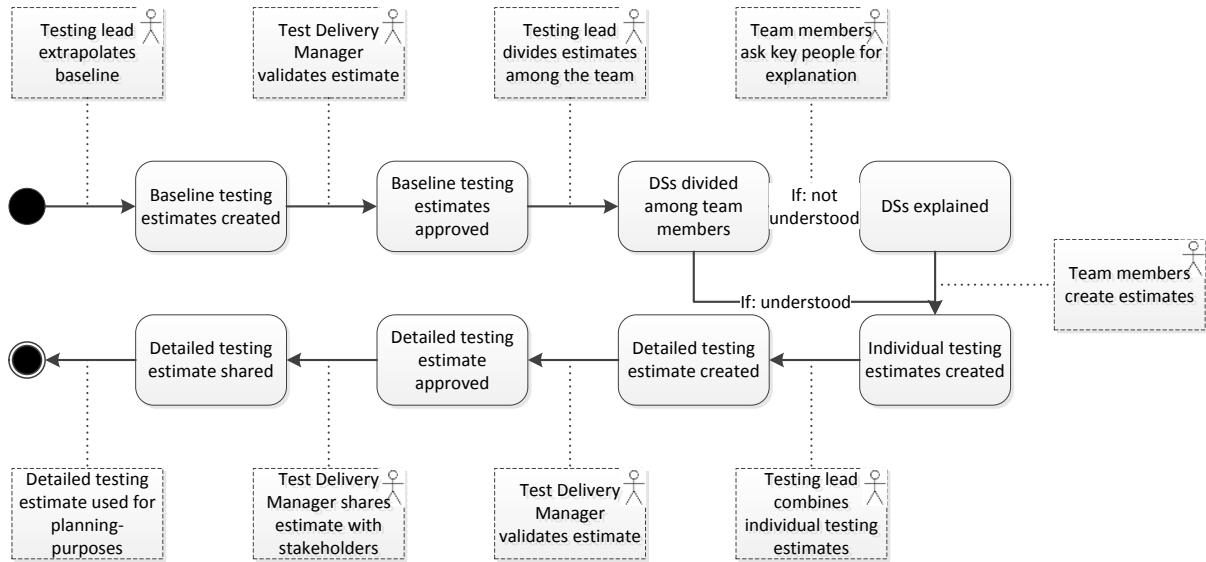 Testing lead
extrapolates
baseline
Test Delivery
Manager
validates estimate
Testing lead
divides estimates
among the team
Team members
ask key people for
explanation
Baseline testing
estimates created
Baseline testing
estimates
approved
DSs divided
among team
members
If: not
understood
DSs explained
Team members
create estimates
If: understood
Detailed testing
estimate shared
Detailed testing
estimate
approved
Detailed testing
estimate created
Individual testing
estimates created
Detailed testing
estimate used for
planning-
purposes
Test Delivery
Manager shares
estimate with
stakeholders
Test Delivery
Manager
validates estimate
Testing lead
combines
individual testing
estimates